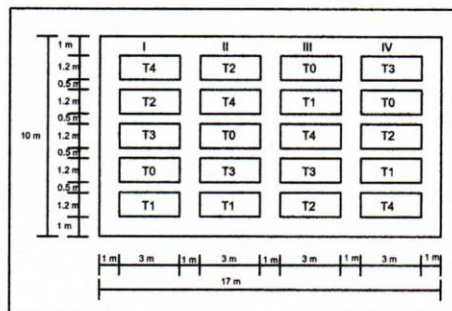 1 m
I II III IV
1.2 m T4 T2 T0 T3
0.5 m
1.2 m T2 T4 T1 T0
0.5 m
10 m 1.2 m T3 T0 T4 T2
0.5 m
1.2 m T0 T3 T3 T1
0.5 m
1.2 m T1 T1 T2 T4
1 m
1 m 3 m 1 m 3 m 1 m 3 m 1 m 3 m 1 m
17 m